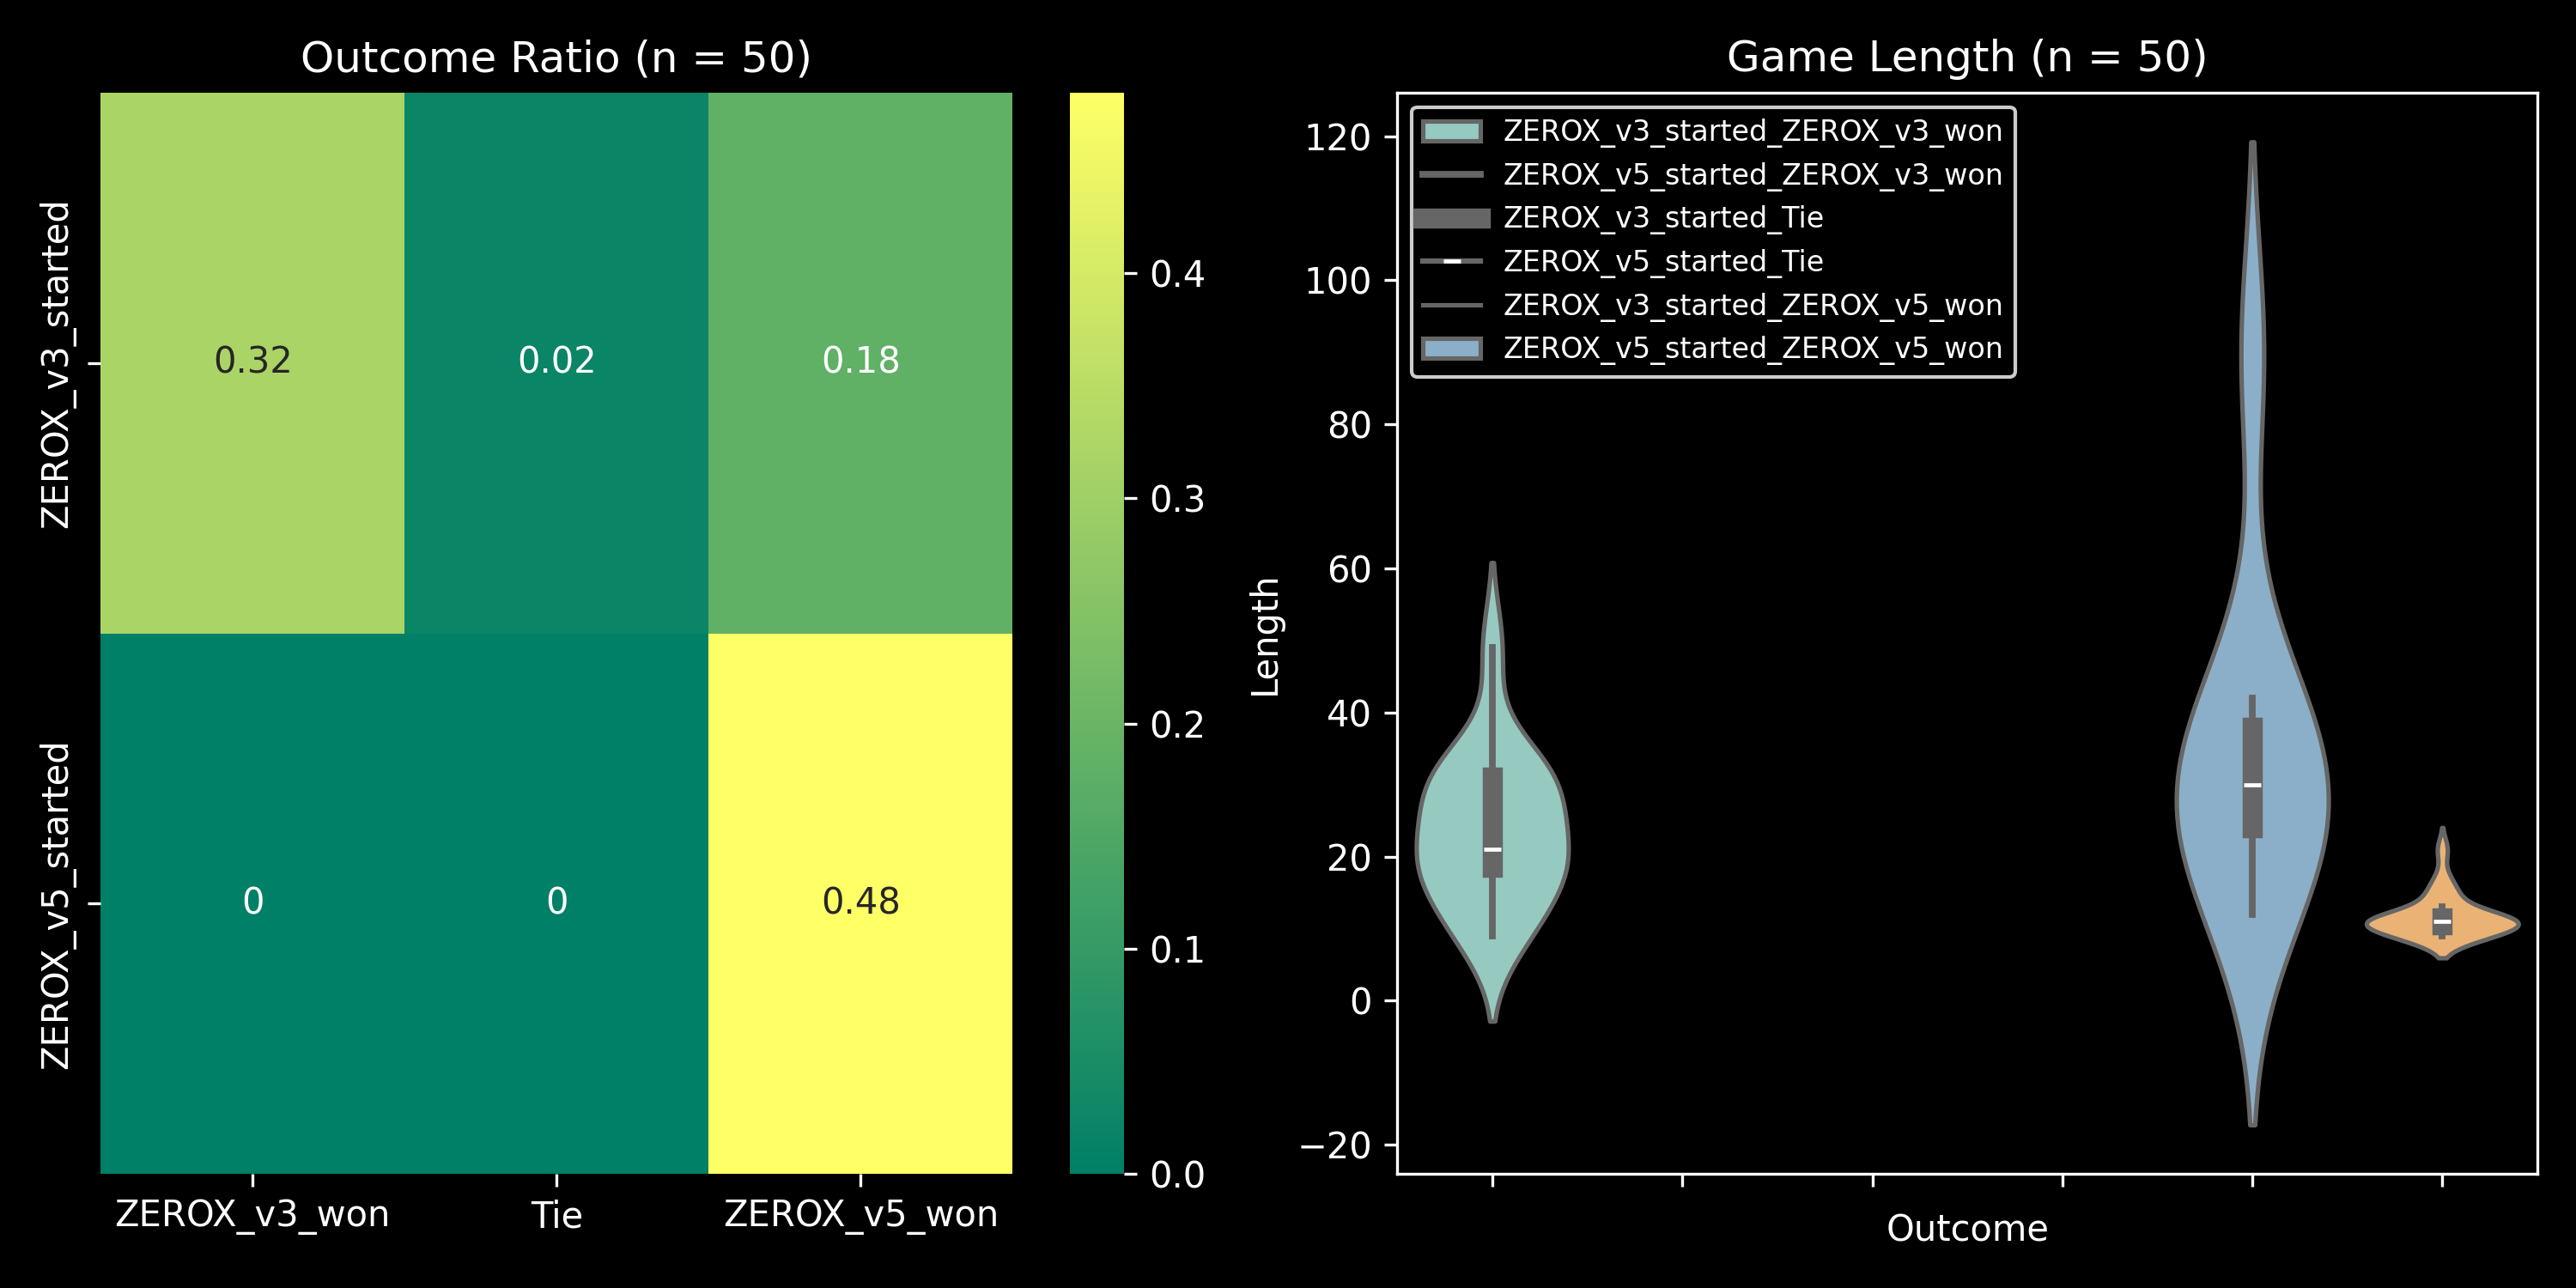 Outcome Ratio (n = 50)
ZEROX_v3_started
ZEROX_v5_started
0.32
0.02
0.18
0
0
0.48
ZEROX_v3_won
Tie
ZEROX_v5_won
0.4
0.3
0.2
0.1
0.0
Game Length (n = 50)
Length
120
100
80
60
40
20
0
−20
ZEROX_v3_started_ZEROX_v3_won
ZEROX_v5_started_ZEROX_v3_won
ZEROX_v3_started_Tie
ZEROX_v5_started_Tie
ZEROX_v3_started_ZEROX_v5_won
ZEROX_v5_started_ZEROX_v5_won
Outcome